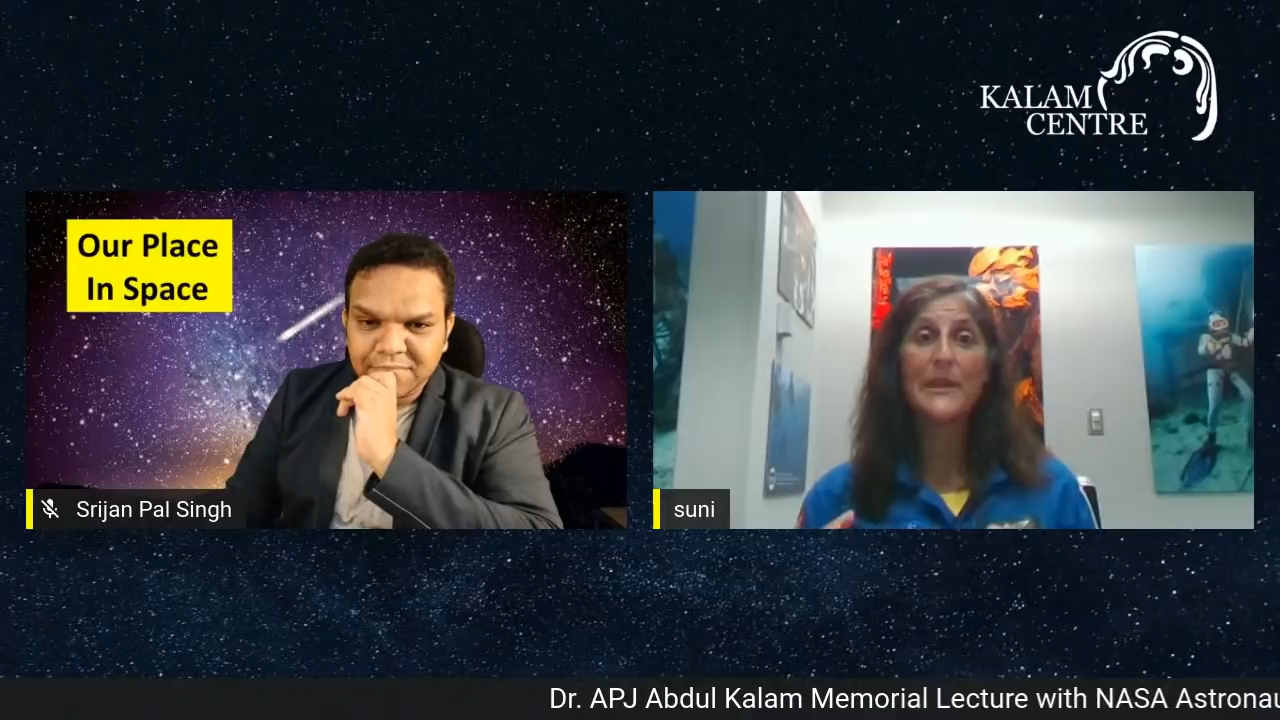 KALAM
CENTRE
Our Place
In Space
Srijan Pal Singh
suni
Dr. APJ Abdul Kalam Memorial Lecture with NASA Astronau